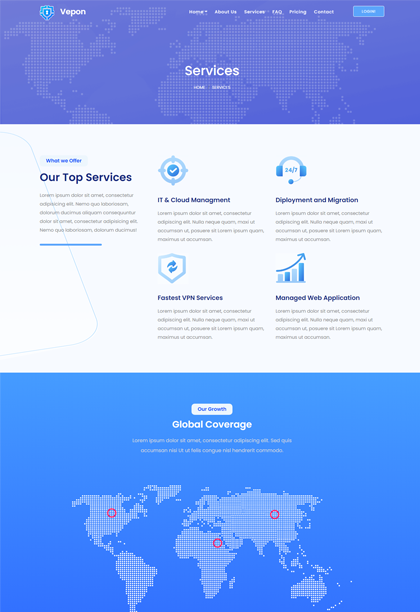 Vepon
Home About Us Services FAQ Pricing Contact
LOGIN
Services
HOME SERVICES
What we Offer
Our Top Services
Lorem ipsum dolor sit amet, consectetur
adipiscing elit. Nemo quo laboriosam,
dolorum ducimus aliquam consequuntur
dolor sit amet, consectetur adipiscing elit.
Nemo quo laboriosam, dolorum ducimus!
IT & Cloud Managment
Lorem ipsum dolor sit amet, consectetur
adipiscing elit. Nulla neque quam, maxi ut
accumsan ut, posuere sit Lorem ipsum quam,
maximus ut accumsan.
24/7
Diployment and Migration
Lorem ipsum dolor sit amet, consectetur
adipiscing elit. Nulla neque quam, maxi ut
accumsan ut, posuere sit Lorem ipsum quam,
maximus ut accumsan.
Fastest VPN Services
Lorem ipsum dolor sit amet, consectetur
adipiscing elit. Nulla neque quam, maxi ut
accumsan ut, posuere sit Lorem ipsum quam,
maximus ut accumsan.
Managed Web Application
Lorem ipsum dolor sit amet, consectetur
adipiscing elit. Nulla neque quam, maxi ut
accumsan ut, posuere sit Lorem ipsum quam,
maximus ut accumsan.
Our Growth
Global Coverage
Lorem ipsum dolor sit amet, consectetur adipiscing elit. Sed quis
accumsan nisl Ut ut felis congue nisl hendrerit commodo.